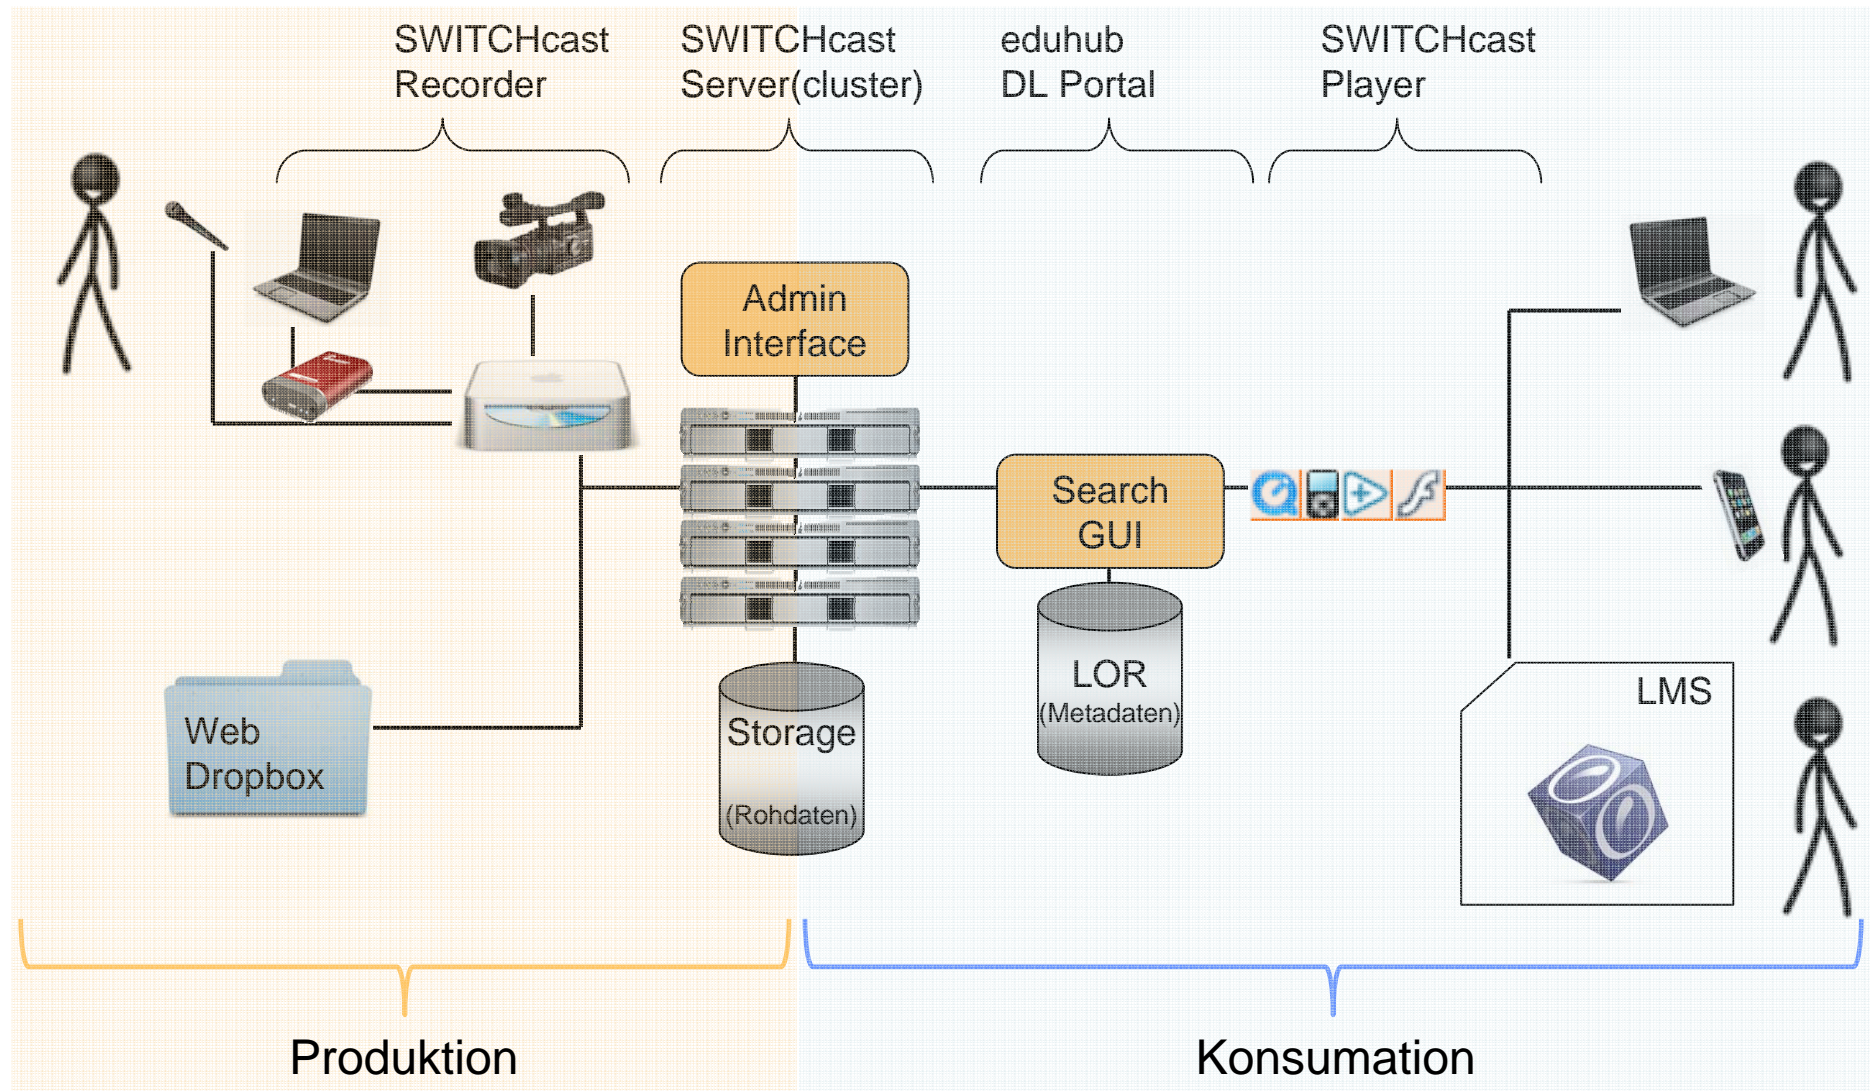 SWITCHcast
Recorder
SWITCHcast
Server(cluster)
eduhub
DL Portal
SWITCHcast
Player
Admin
Interface
Search
GUI
LOR
(Metadaten)
LMS
Web
Dropbox
Storage
(Rohdaten)
Produktion
Konsumation